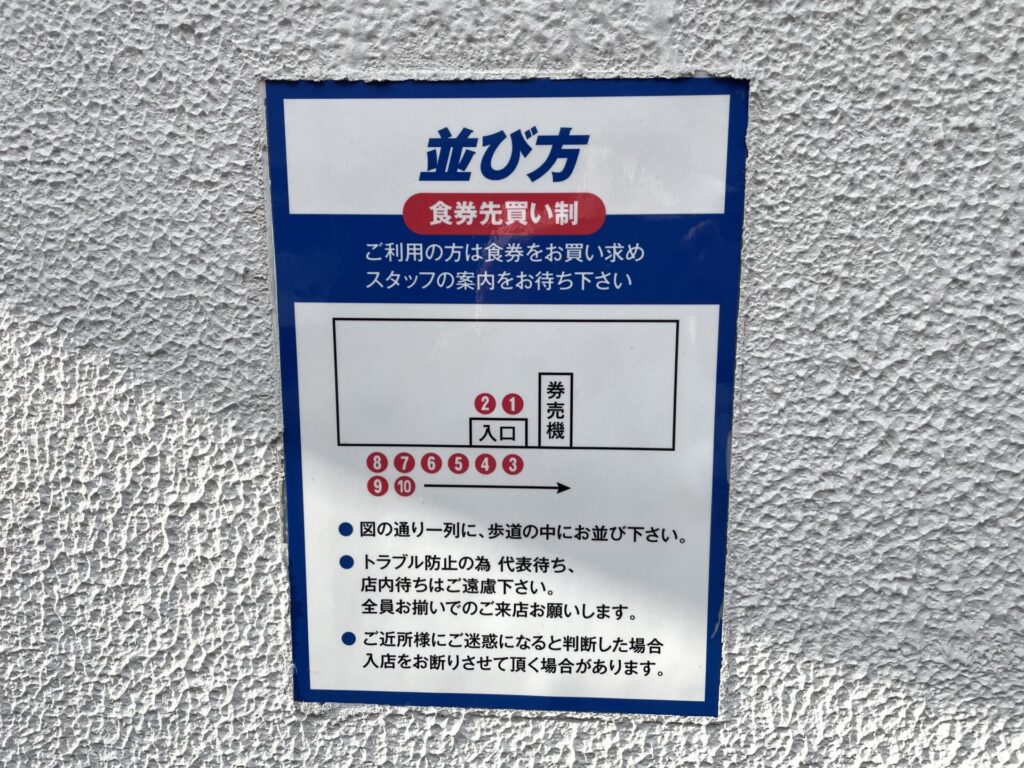 並び方
食券先買い制
ご利用の方は食券をお買い求め
スタッフの案内をお待ち下さい
券売機
2 1
入口
8 7 6 5 4 3
9 10
● 図の通り一列に、歩道の中にお並び下さい。
● トラブル防止の為 代表待ち、
店内待ちはご遠慮下さい。
全員お揃いでのご来店お願いします。
● ご近所様にご迷惑になると判断した場合
入店をお断りさせて頂く場合があります。